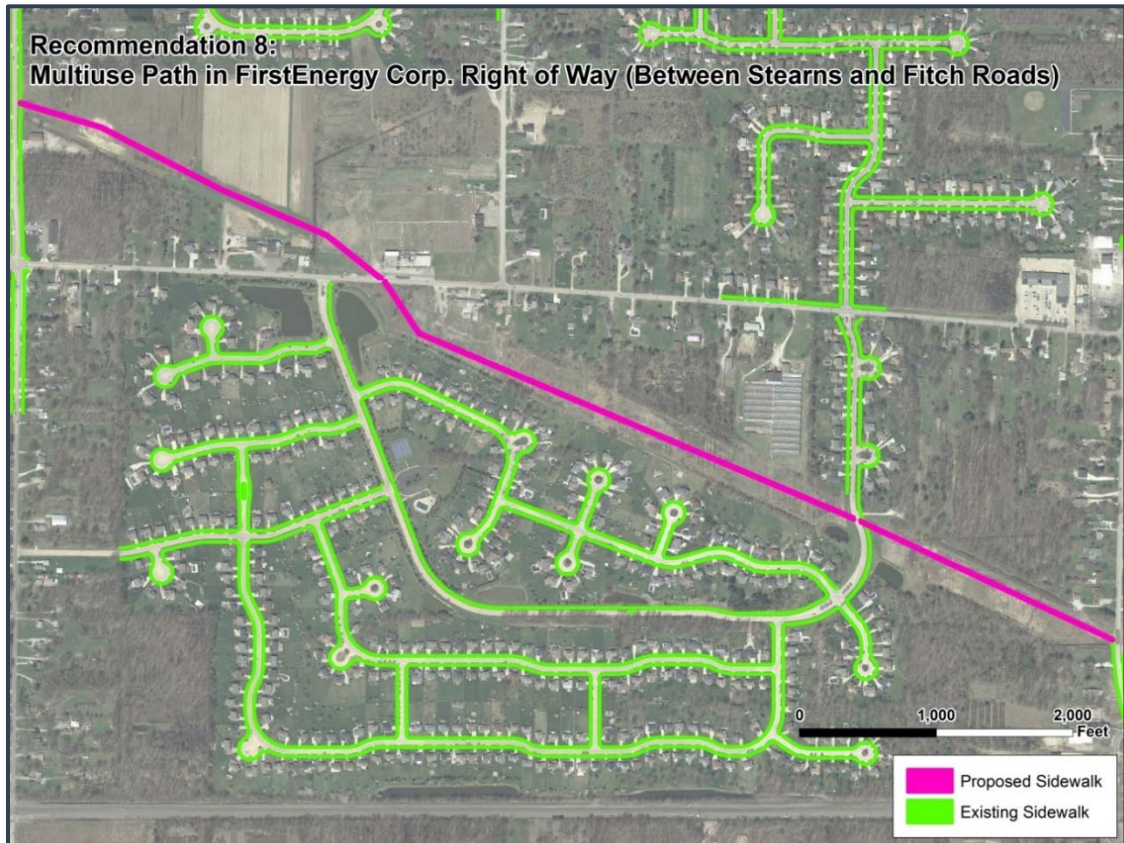 Recommendation 8:
Multiuse Path in FirstEnergy Corp. Right of Way (Between Stearns and Fitch Roads)
0 1,000 2,000
Feet
Proposed Sidewalk
Existing Sidewalk